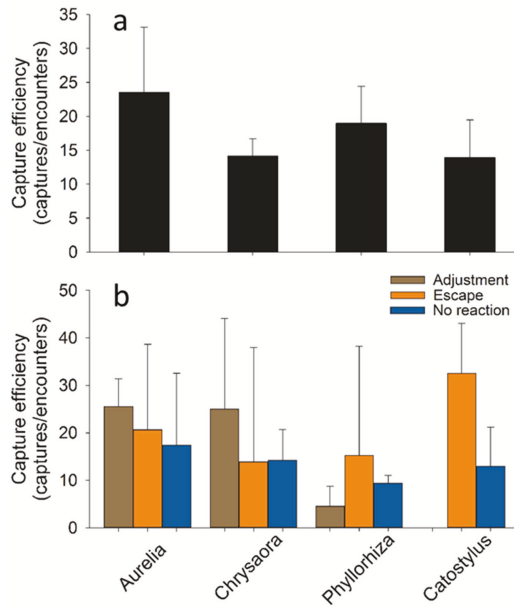 a
Capture efficiency
(captures/encounters)
35
30
25
20
15
10
5
0
b
Adjustment
Escape
No reaction
Capture efficiency
(captures/encounters)
50
40
30
20
10
0
Aurelia
Chrysaora
Phyllorhiza
Catostylus